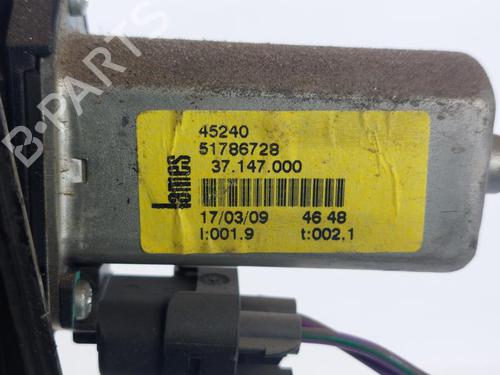 B-PARTS
45240
51786728
37.147.000
lames
17/03/09 46 48
I:001.9 t:002.1